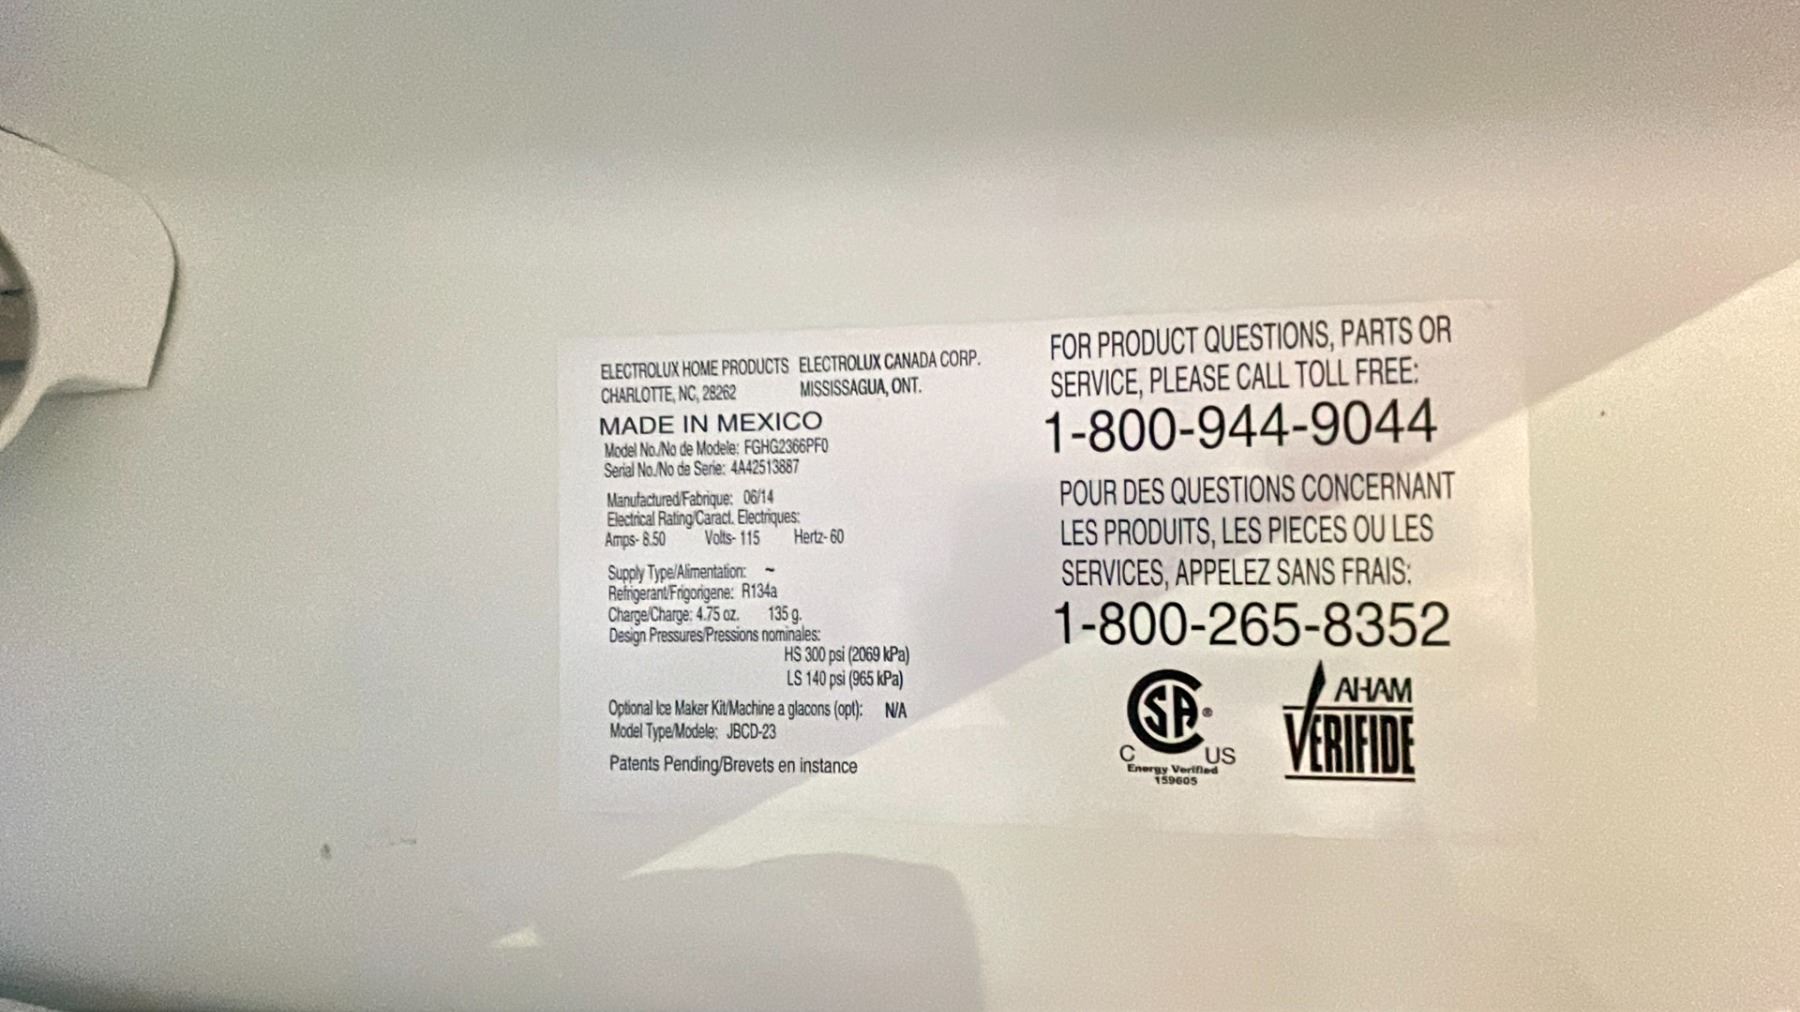 ELECTROLUX HOME PRODUCTS ELECTROLUX CANADA CORP.
CHARLOTTE, NC, 28262 MISSISSAGUA, ONT.
MADE IN MEXICO
Model No./No de Modele: FGHG2366PF0
Serial No./No de Serie: 4A42513887
Manufactured/Fabrique: 06/14
Electrical Rating/Caract. Electriques:
Amps- 8.50 Volts- 115 Hertz- 60
Supply Type/Alimentation: ~
Refrigerant/Frigorigene: R134a
Charge/Charge: 4.75 oz. 135 g.
Design Pressures/Pressions nominales:
HS 300 psi (2069 kPa)
LS 140 psi (965 kPa)
Optional Ice Maker Kit/Machine a glacons (opt): N/A
Model Type/Modele: JBCD-23
Patents Pending/Brevets en instance
FOR PRODUCT QUESTIONS, PARTS OR
SERVICE, PLEASE CALL TOLL FREE:
1-800-944-9044
POUR DES QUESTIONS CONCERNANT
LES PRODUITS, LES PIECES OU LES
SERVICES, APPELEZ SANS FRAIS:
1-800-265-8352
SA®
C US
Energy Verified
159605
AHAM
VERIFIDE